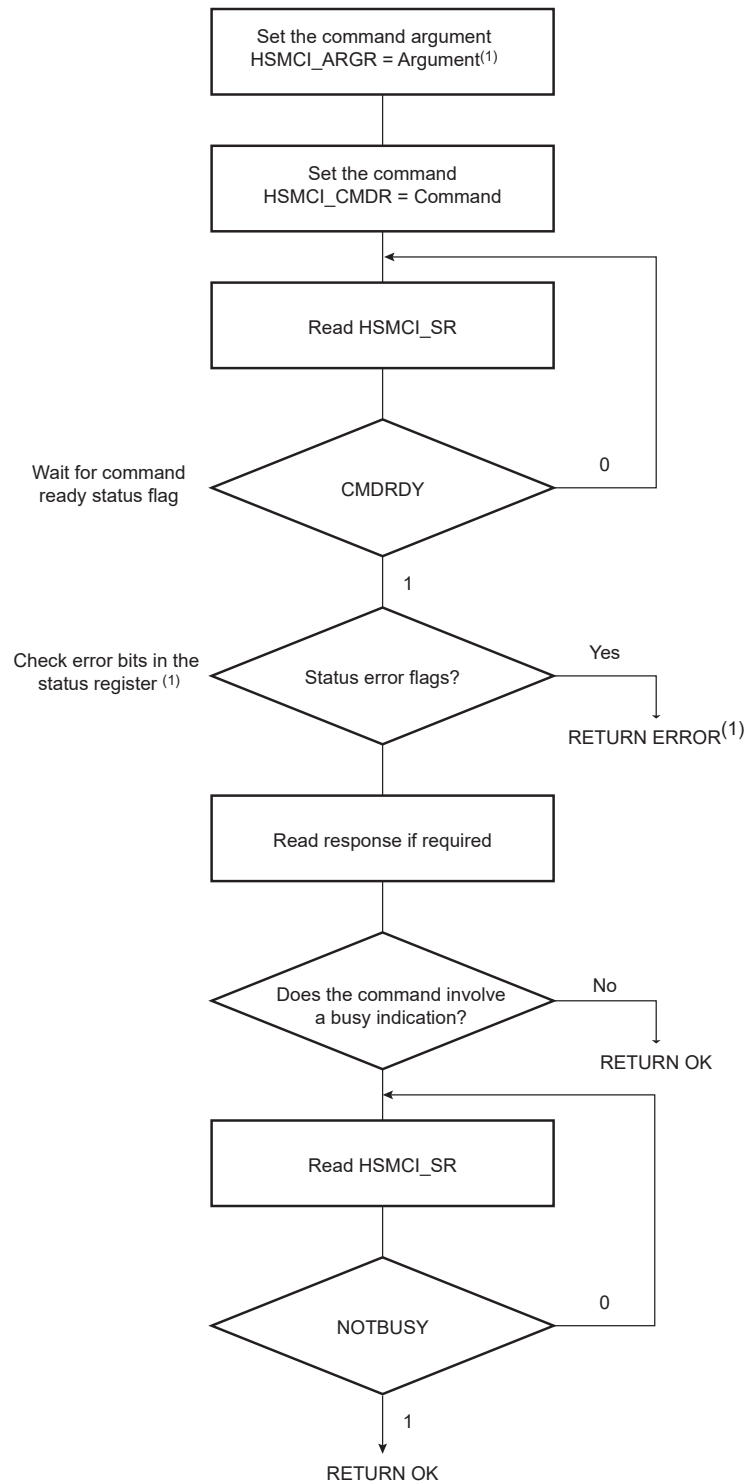 Set the command argument
HSMCI_ARGR = Argument(1)
Set the command
HSMCI_CMDR = Command
Read HSMCI_SR
Wait for command
ready status flag
CMDRDY
0
1
Check error bits in the
status register (1)
Status error flags?
Yes
RETURN ERROR(1)
Read response if required
Does the command involve
a busy indication?
No
RETURN OK
Read HSMCI_SR
NOTBUSY
0
1
RETURN OK